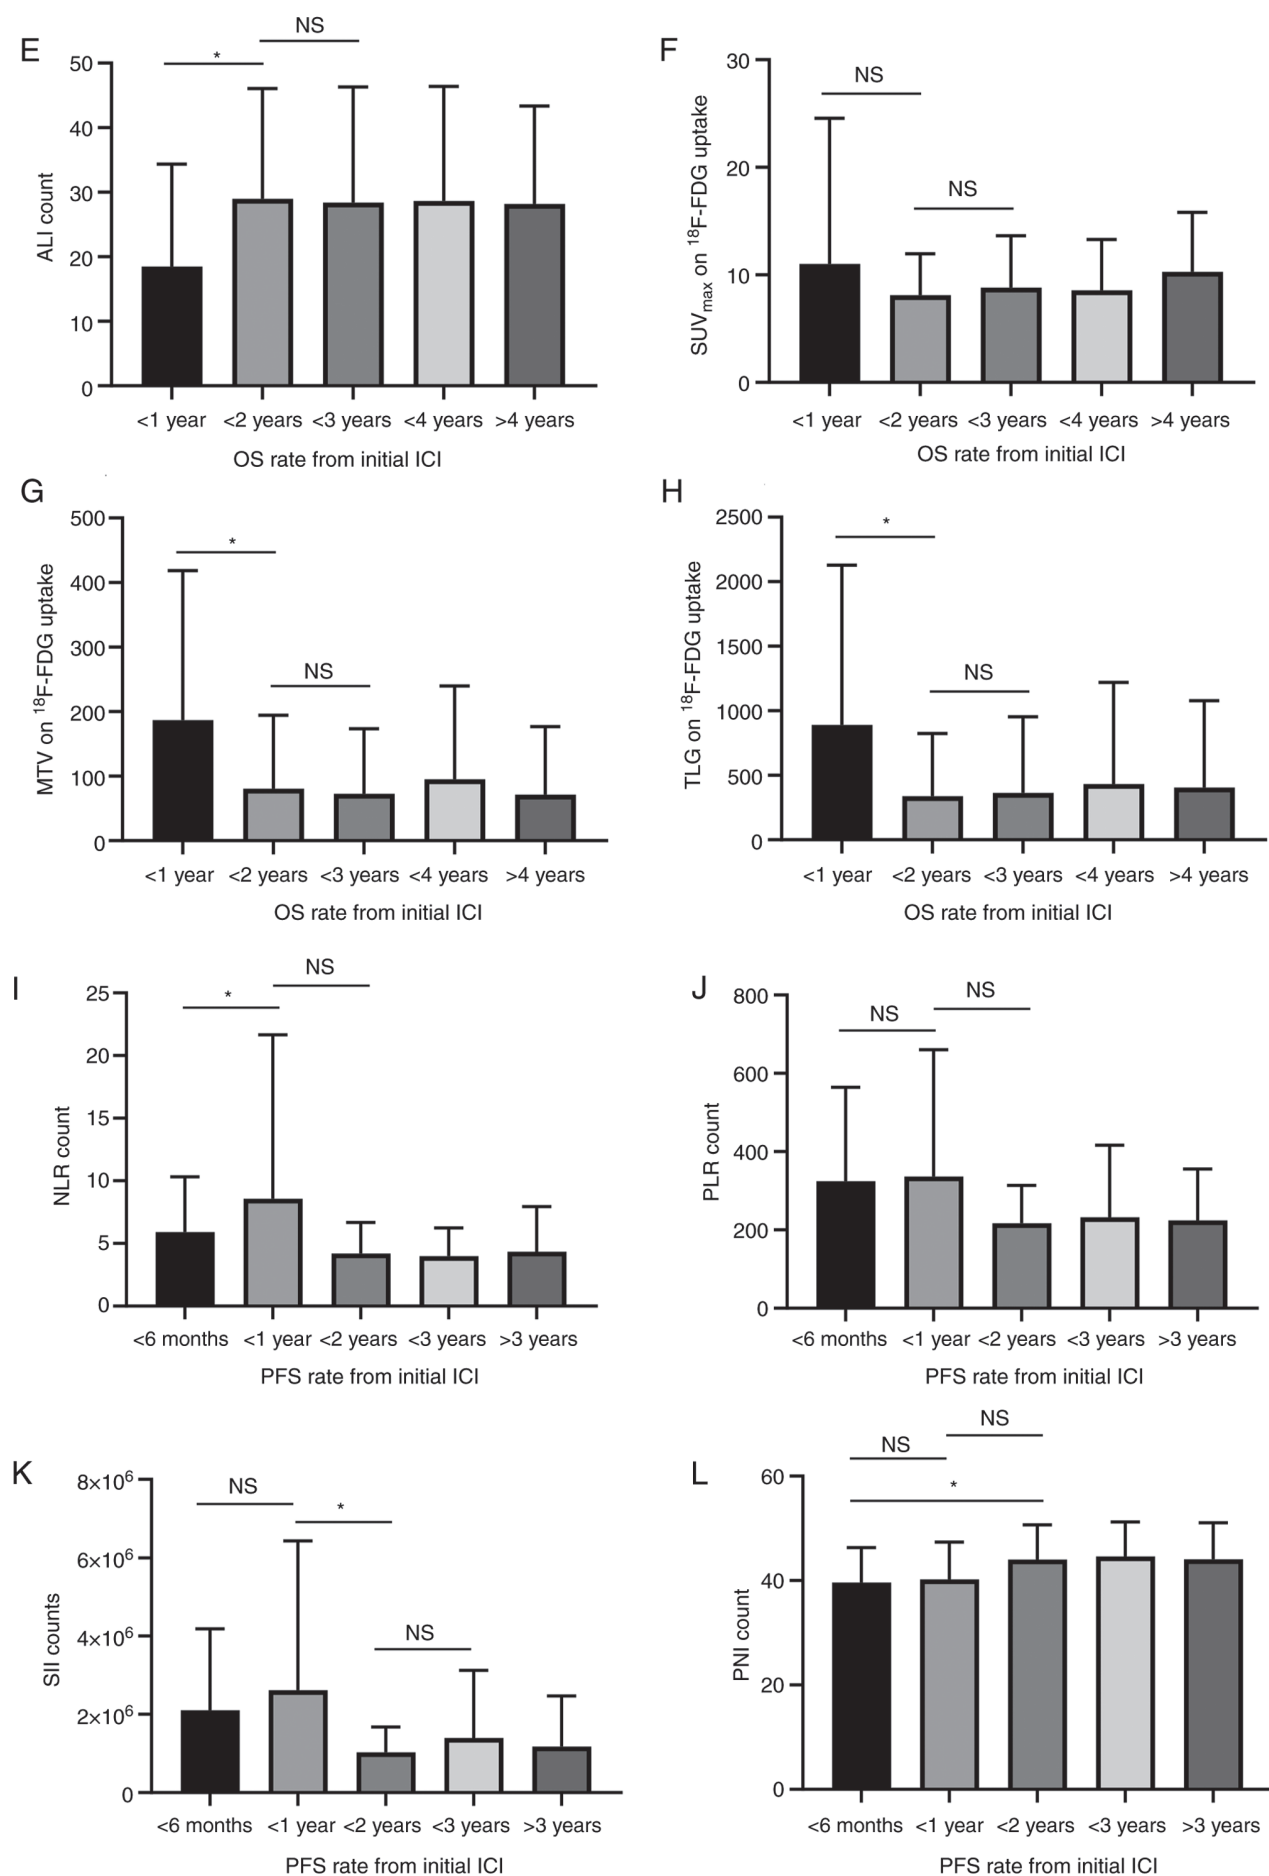 E
NS
*
50
40
30
20
10
0
ALI count
<1 year <2 years <3 years <4 years >4 years
OS rate from initial ICI
F
30
20
10
0
NS
NS
SUVmax on 18F-FDG uptake
<1 year <2 years <3 years <4 years >4 years
OS rate from initial ICI
G
500
400
300
200
100
0
*
NS
MTV on 18F-FDG uptake
<1 year <2 years <3 years <4 years >4 years
OS rate from initial ICI
H
2500
2000
1500
1000
500
0
*
NS
TLG on 18F-FDG uptake
<1 year <2 years <3 years <4 years >4 years
OS rate from initial ICI
I
NS
*
25
20
15
10
5
0
NLR count
<6 months <1 year <2 years <3 years >3 years
PFS rate from initial ICI
J
800
600
400
200
0
NS
NS
PLR count
<6 months <1 year <2 years <3 years >3 years
PFS rate from initial ICI
K
8×10⁶
6×10⁶
4×10⁶
2×10⁶
0
NS
*
NS
SII counts
<6 months <1 year <2 years <3 years >3 years
PFS rate from initial ICI
L
NS
NS
*
60
40
20
0
PNI count
<6 months <1 year <2 years <3 years >3 years
PFS rate from initial ICI